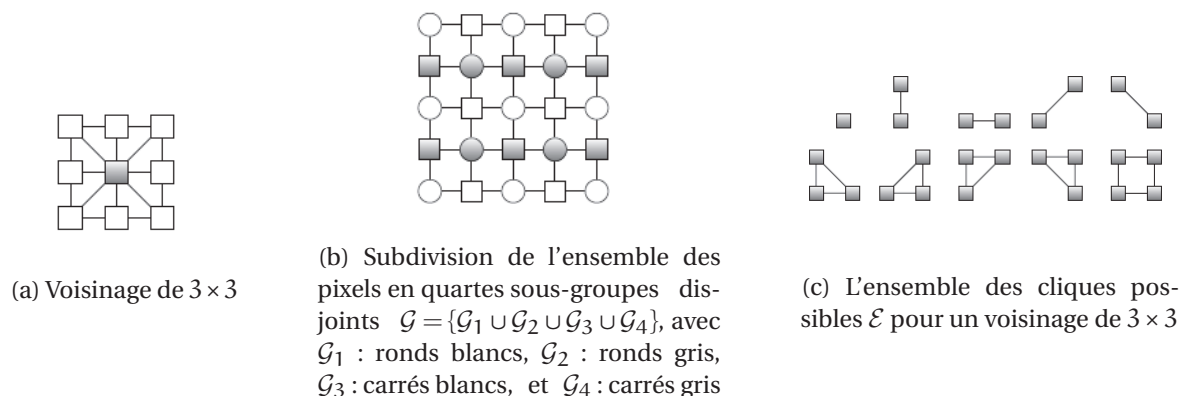 (a) Voisinage de 3 × 3
(b) Subdivision de l'ensemble des
pixels en quartes sous-groupes dis-
joints 𝒢 = {𝒢1 ∪ 𝒢2 ∪ 𝒢3 ∪ 𝒢4}, avec
𝒢1 : ronds blancs, 𝒢2 : ronds gris,
𝒢3 : carrés blancs, et 𝒢4 : carrés gris
(c) L'ensemble des cliques pos-
sibles ℰ pour un voisinage de 3 × 3